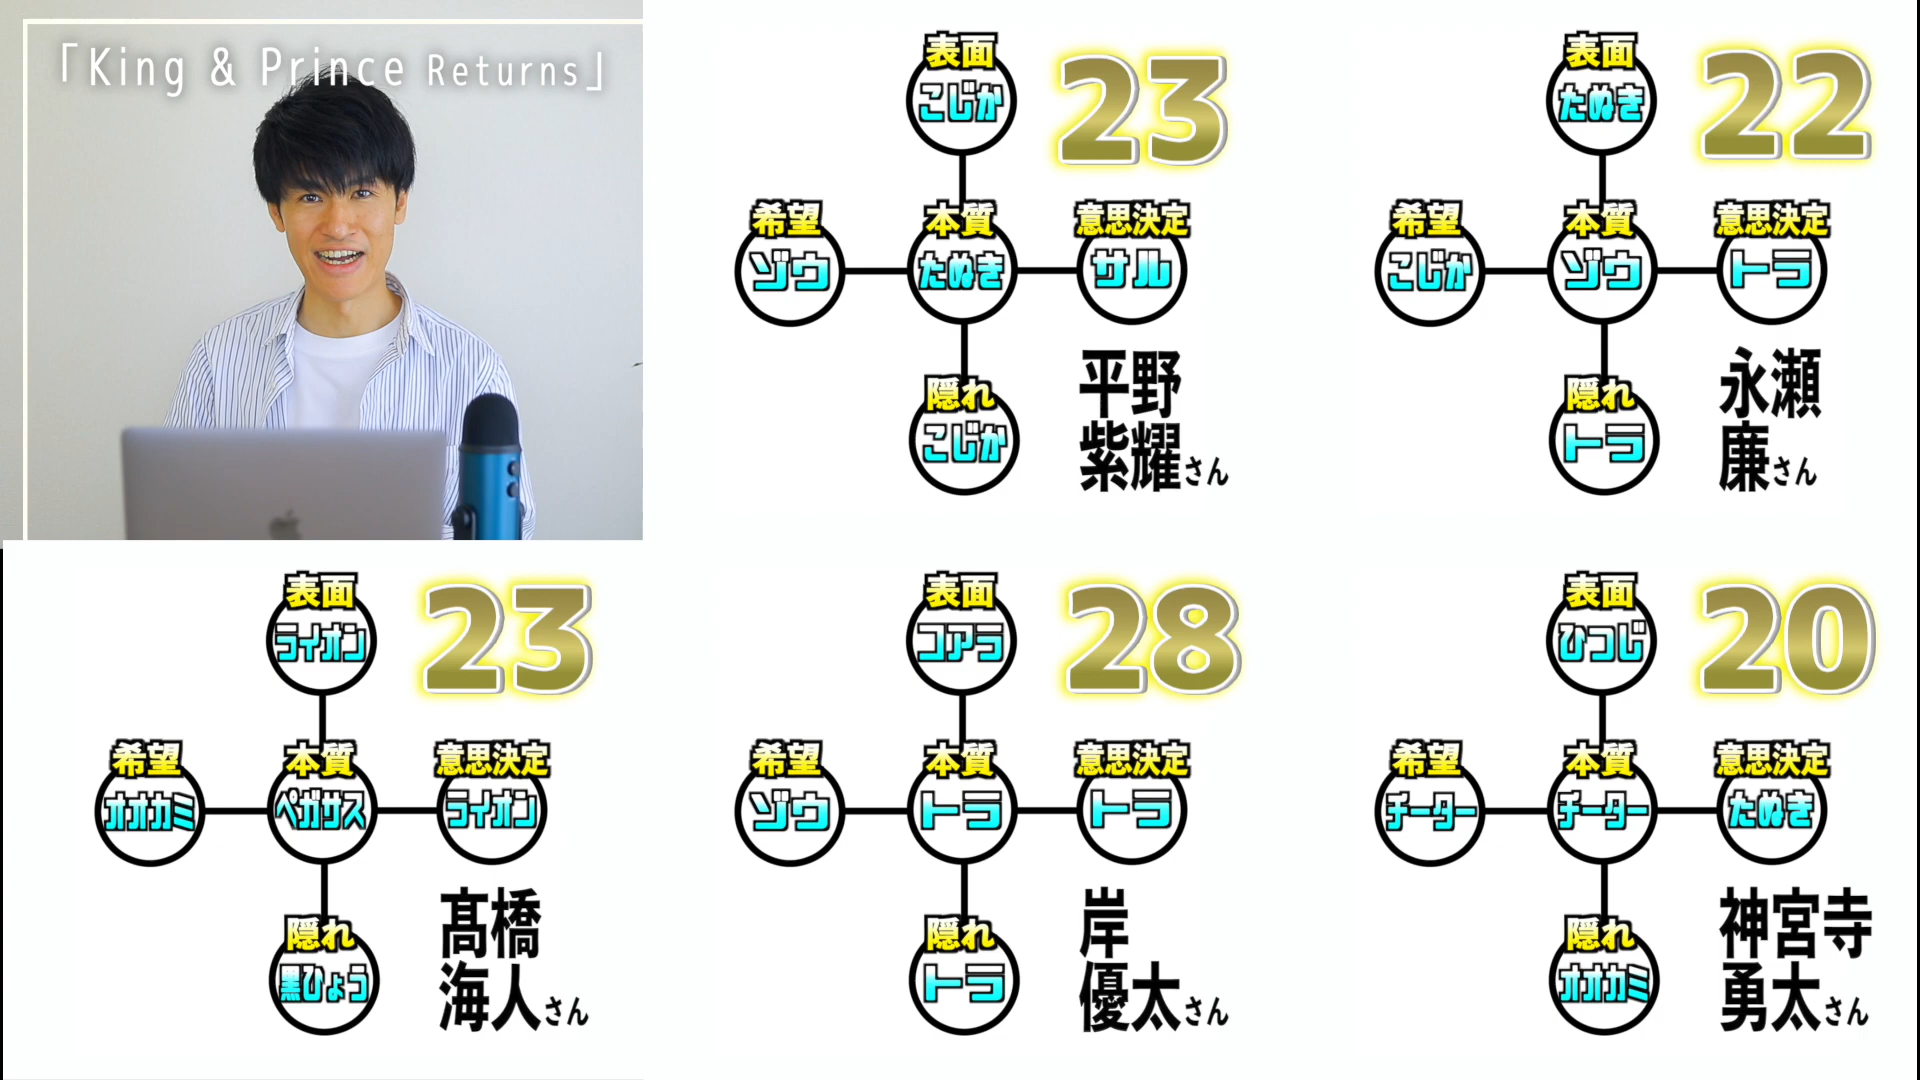 「King & Prince Returns」
表面
こじか
23
希望
ゾウ
本質
たぬき
意思決定
サル
隠れ
こじか
平野
紫耀さん
表面
たぬき
22
希望
こじか
本質
ゾウ
意思決定
トラ
隠れ
トラ
永瀬
廉さん
表面
ライオン
23
希望
オオカミ
本質
ペガサス
意思決定
ライオン
隠れ
黒ひょう
髙橋
海人さん
表面
コアラ
28
希望
ゾウ
本質
トラ
意思決定
トラ
隠れ
トラ
岸
優太さん
表面
ひつじ
20
希望
チーター
本質
チーター
意思決定
たぬき
隠れ
オオカミ
神宮寺
勇太さん